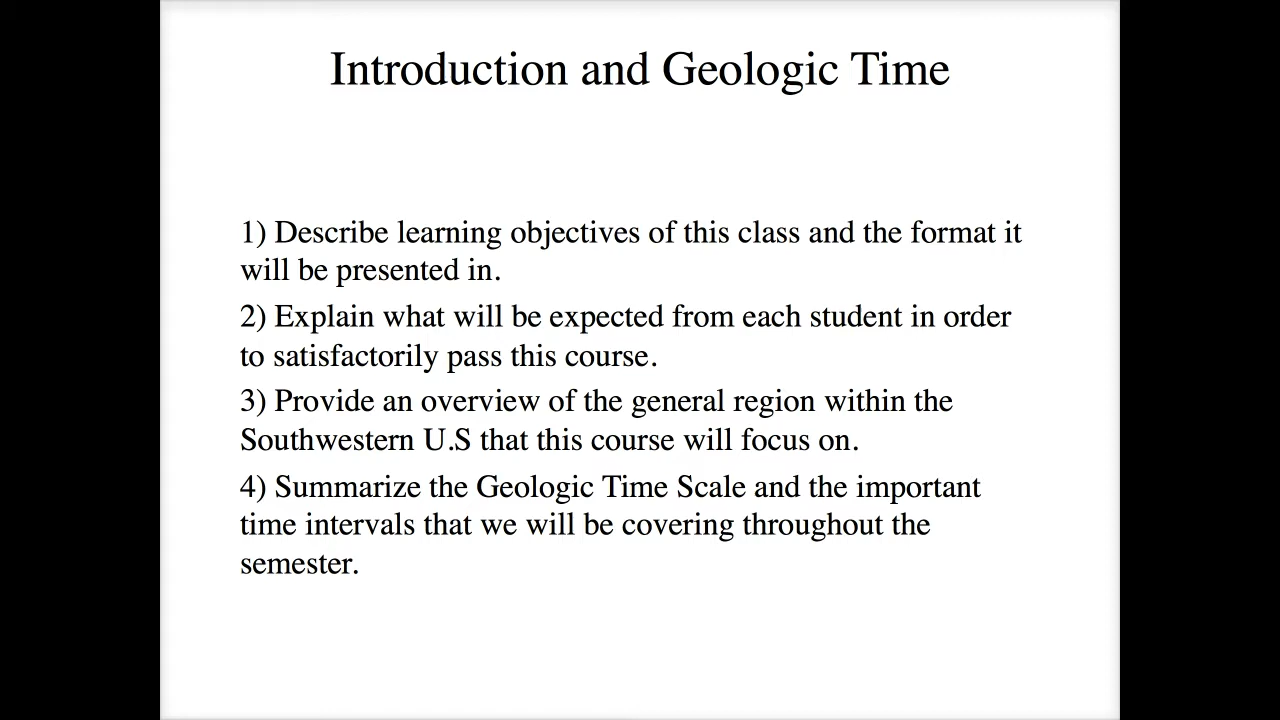 Introduction and Geologic Time
1) Describe learning objectives of this class and the format it
will be presented in.
2) Explain what will be expected from each student in order
to satisfactorily pass this course.
3) Provide an overview of the general region within the
Southwestern U.S that this course will focus on.
4) Summarize the Geologic Time Scale and the important
time intervals that we will be covering throughout the
semester.